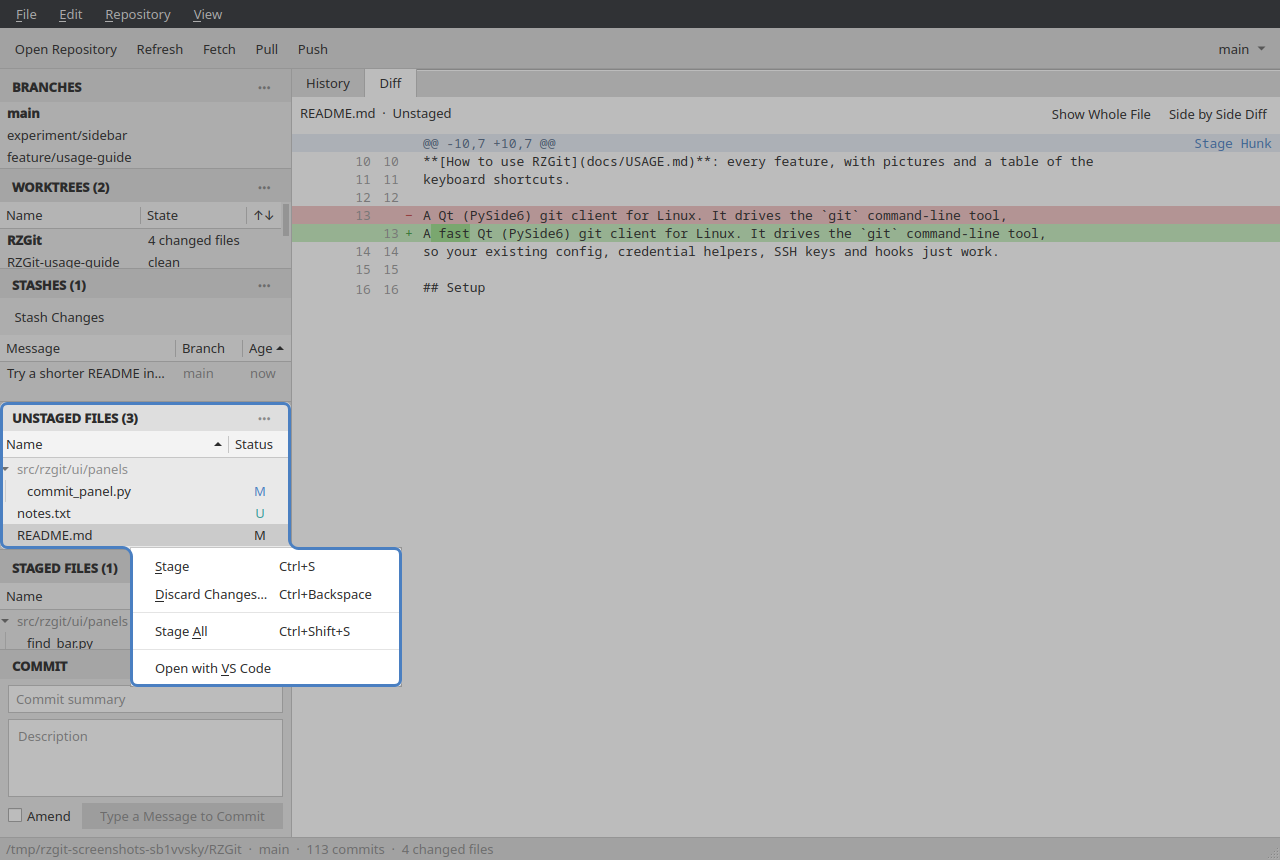 File Edit Repository View
Open Repository Refresh Fetch Pull Push main
BRANCHES ···
main
experiment/sidebar
feature/usage-guide
WORKTREES (2) ···
Name State ↑↓
RZGit 4 changed files
RZGit-usage-guide clean
STASHES (1) ···
Stash Changes
Message Branch Age
Try a shorter README in... main now
UNSTAGED FILES (3) ···
Name Status
src/rzgit/ui/panels
commit_panel.py M
notes.txt U
README.md M
Stage Ctrl+S
Discard Changes... Ctrl+Backspace
Stage All Ctrl+Shift+S
Open with VS Code
STAGED FILES (1)
Name
src/rzgit/ui/panels
find_bar.py
COMMIT
Commit summary
Description
Amend Type a Message to Commit
History Diff
README.md · Unstaged Show Whole File Side by Side Diff
@@ -10,7 +10,7 @@ Stage Hunk
10 10 **[How to use RZGit](docs/USAGE.md)**: every feature, with pictures and a table of the
11 11 keyboard shortcuts.
12 12
13 − A Qt (PySide6) git client for Linux. It drives the `git` command-line tool,
13 + A fast Qt (PySide6) git client for Linux. It drives the `git` command-line tool,
14 14 so your existing config, credential helpers, SSH keys and hooks just work.
15 15
16 16 ## Setup
/tmp/rzgit-screenshots-sb1vvsky/RZGit · main · 113 commits · 4 changed files